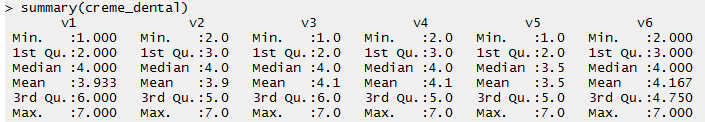 > summary(creme_dental)
       v1              v2            v3            v4            v5            v6
 Min.   :1.000   Min.   :2.0   Min.   :1.0   Min.   :2.0   Min.   :1.0   Min.   :2.000
 1st Qu.:2.000   1st Qu.:3.0   1st Qu.:2.0   1st Qu.:3.0   1st Qu.:2.0   1st Qu.:3.000
 Median :4.000   Median :4.0   Median :4.0   Median :4.0   Median :3.5   Median :4.000
 Mean   :3.933   Mean   :3.9   Mean   :4.1   Mean   :4.1   Mean   :3.5   Mean   :4.167
 3rd Qu.:6.000   3rd Qu.:5.0   3rd Qu.:6.0   3rd Qu.:5.0   3rd Qu.:5.0   3rd Qu.:4.750
 Max.   :7.000   Max.   :7.0   Max.   :7.0   Max.   :7.0   Max.   :7.0   Max.   :7.000